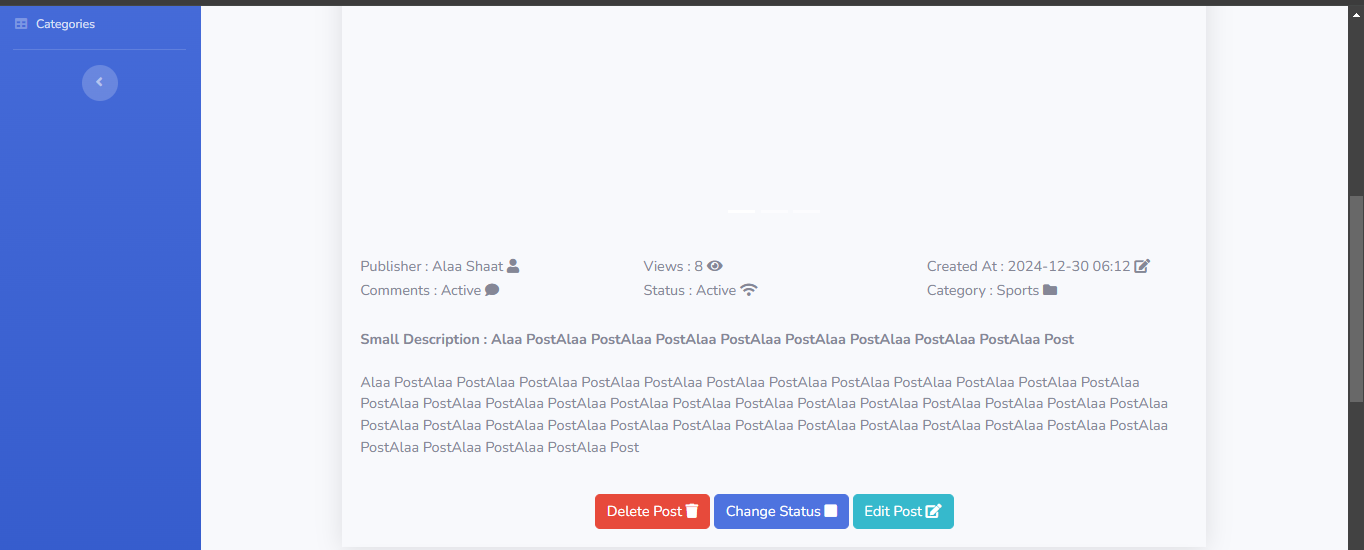 Categories
Publisher : Alaa Shaat
Views : 8
Created At : 2024-12-30 06:12
Comments : Active
Status : Active
Category : Sports
Small Description : Alaa PostAlaa PostAlaa PostAlaa PostAlaa PostAlaa PostAlaa PostAlaa PostAlaa Post
Alaa PostAlaa PostAlaa PostAlaa PostAlaa PostAlaa PostAlaa PostAlaa PostAlaa PostAlaa PostAlaa PostAlaa PostAlaa
PostAlaa PostAlaa PostAlaa PostAlaa PostAlaa PostAlaa PostAlaa PostAlaa PostAlaa PostAlaa PostAlaa PostAlaa PostAlaa
PostAlaa PostAlaa PostAlaa PostAlaa PostAlaa PostAlaa PostAlaa PostAlaa PostAlaa PostAlaa PostAlaa PostAlaa PostAlaa
PostAlaa PostAlaa PostAlaa PostAlaa Post
Delete Post
Change Status
Edit Post